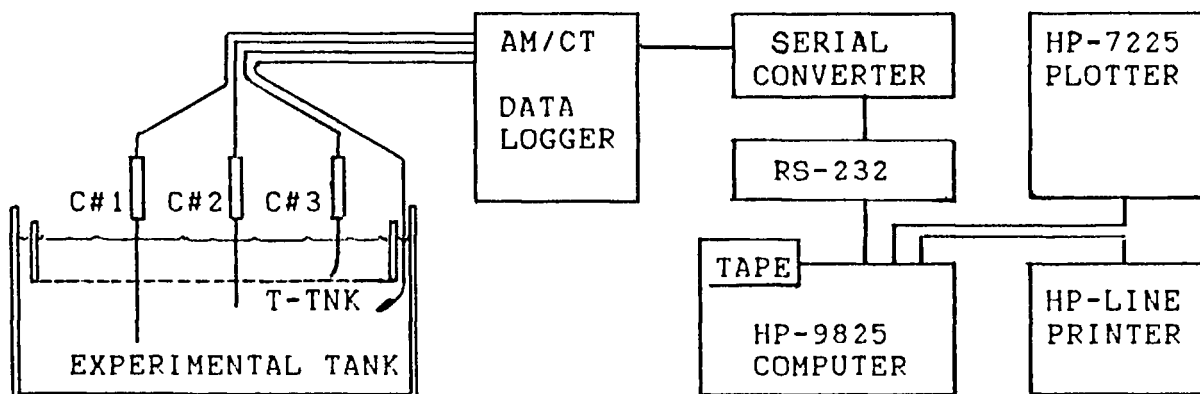 AM/CT
DATA
LOGGER
SERIAL
CONVERTER
HP-7225
PLOTTER
RS-232
C#1
C#2
C#3
T-TNK
EXPERIMENTAL TANK
TAPE
HP-9825
COMPUTER
HP-LINE
PRINTER